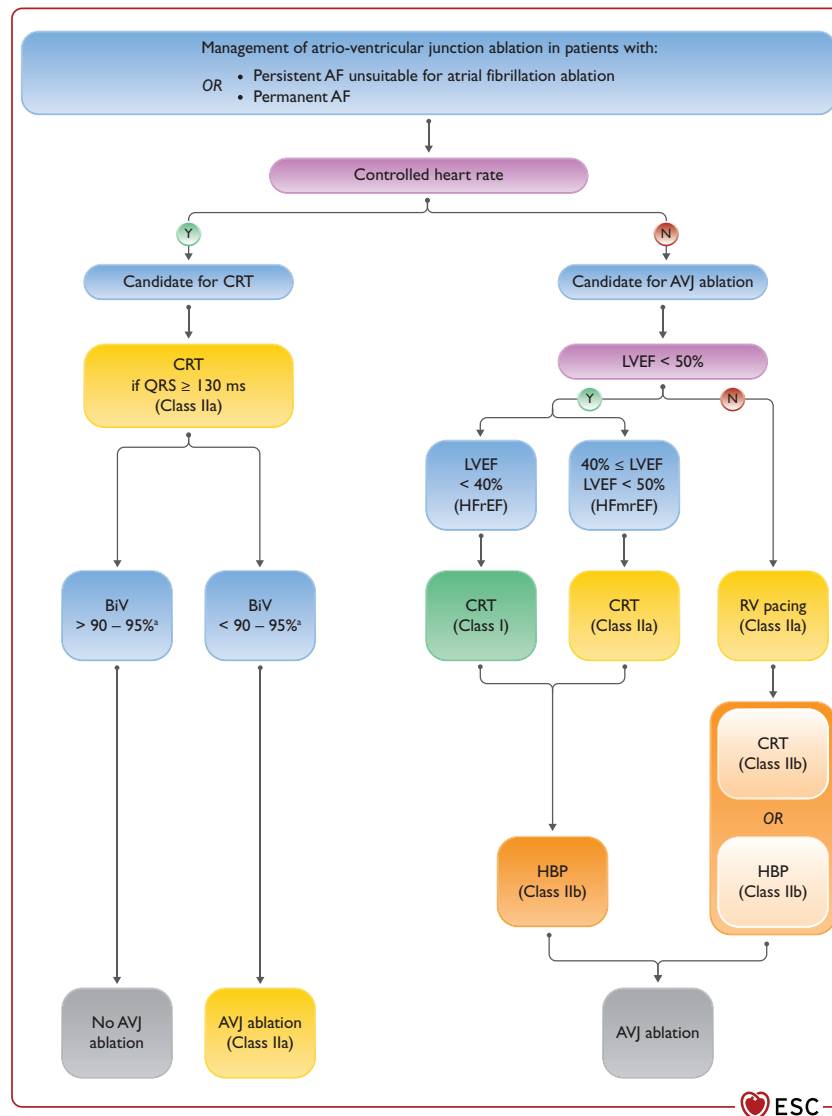 Management of atrio-ventricular junction ablation in patients with:
OR
• Persistent AF unsuitable for atrial fibrillation ablation
• Permanent AF
Controlled heart rate
Y
N
Candidate for CRT
Candidate for AVJ ablation
CRT
if QRS ≥ 130 ms
(Class IIa)
LVEF < 50%
Y
N
LVEF
< 40%
(HFrEF)
40% ≤ LVEF
LVEF < 50%
(HFmrEF)
BiV
> 90 – 95%ᵃ
BiV
< 90 – 95%ᵃ
CRT
(Class I)
CRT
(Class IIa)
RV pacing
(Class IIa)
CRT
(Class IIb)
OR
HBP
(Class IIb)
HBP
(Class IIb)
No AVJ
ablation
AVJ ablation
(Class IIa)
AVJ ablation
ESC